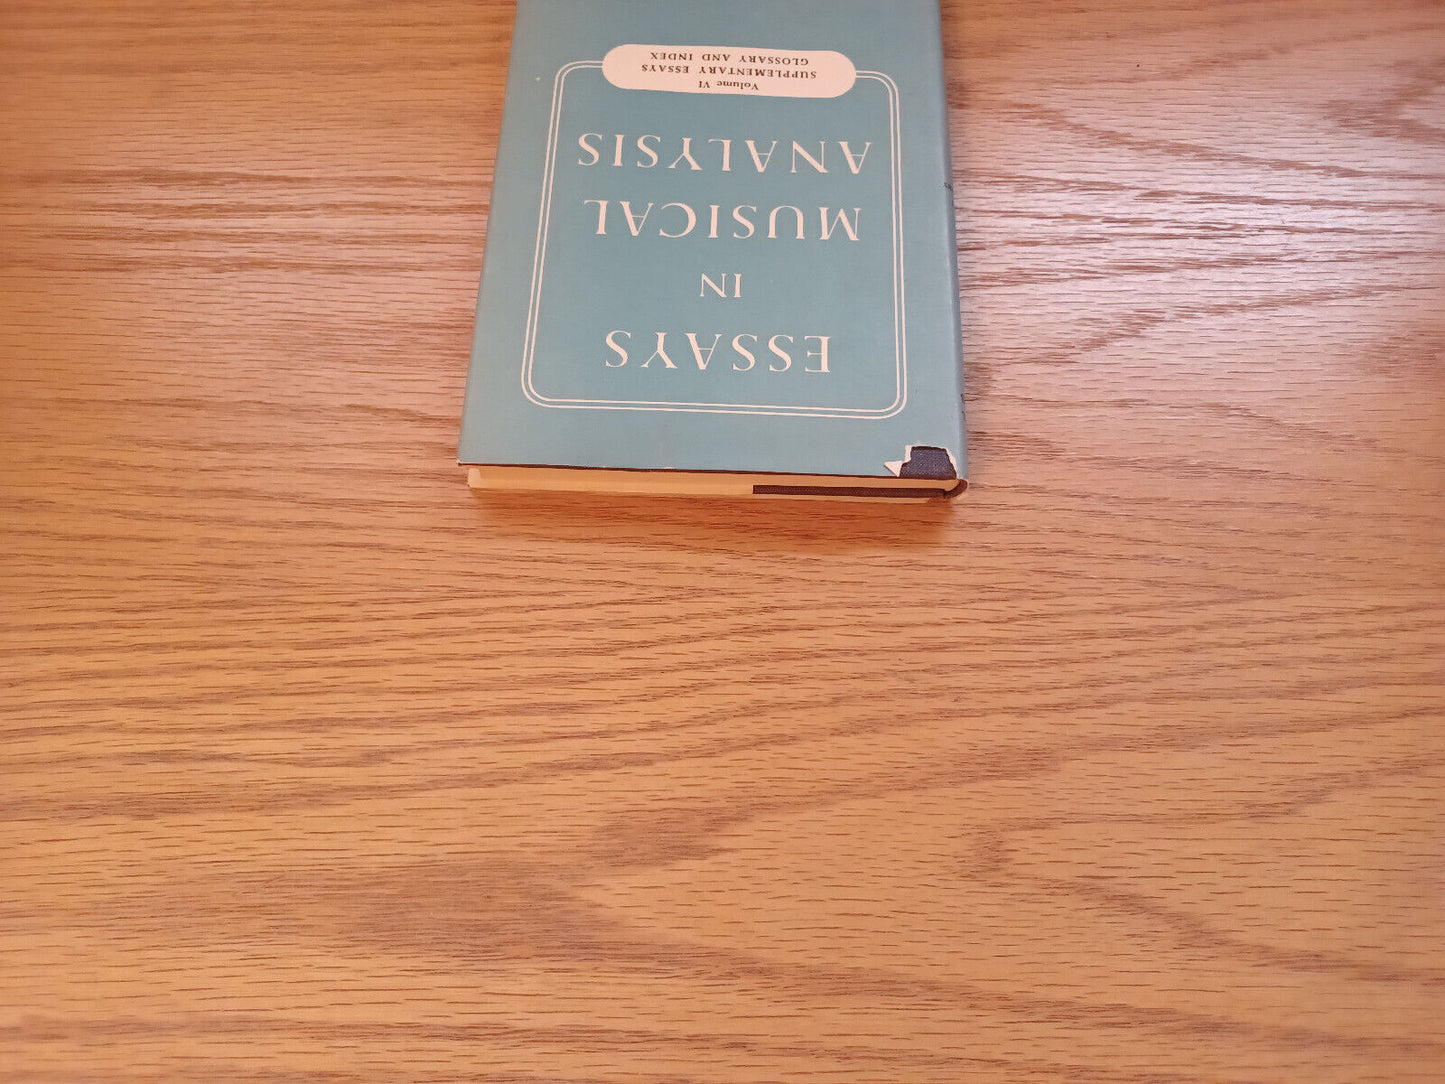 ESSAYS
IN
MUSICAL
ANALYSIS
Volume VI
SUPPLEMENTARY ESSAYS
GLOSSARY AND INDEX